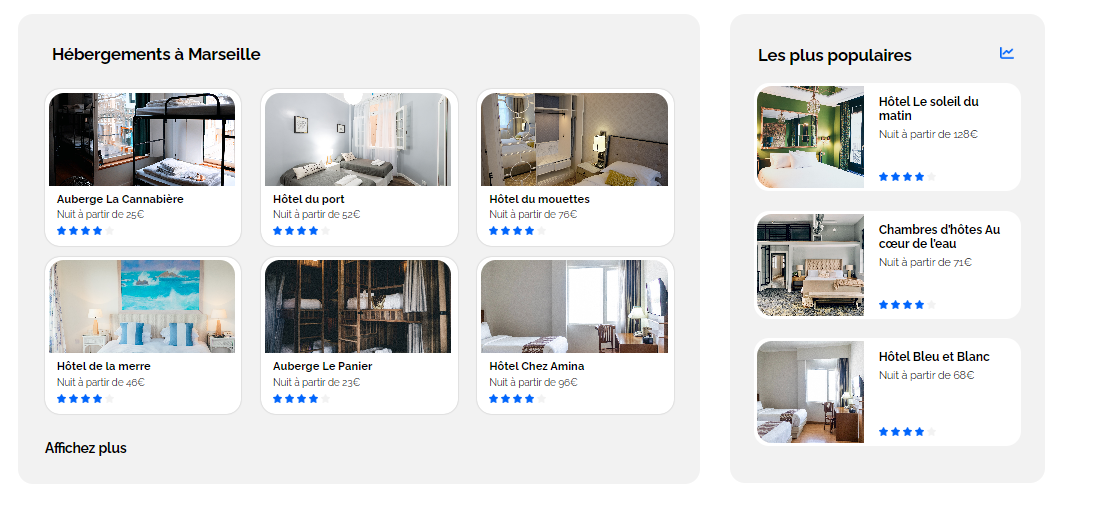 Hébergements à Marseille
Auberge La Cannabière
Nuit à partir de 25€
Hôtel du port
Nuit à partir de 52€
Hôtel du mouettes
Nuit à partir de 76€
Hôtel de la merre
Nuit à partir de 46€
Auberge Le Panier
Nuit à partir de 23€
Hôtel Chez Amina
Nuit à partir de 96€
Affichez plus
Les plus populaires
Hôtel Le soleil du
matin
Nuit à partir de 128€
Chambres d'hôtes Au
cœur de l'eau
Nuit à partir de 71€
Hôtel Bleu et Blanc
Nuit à partir de 68€